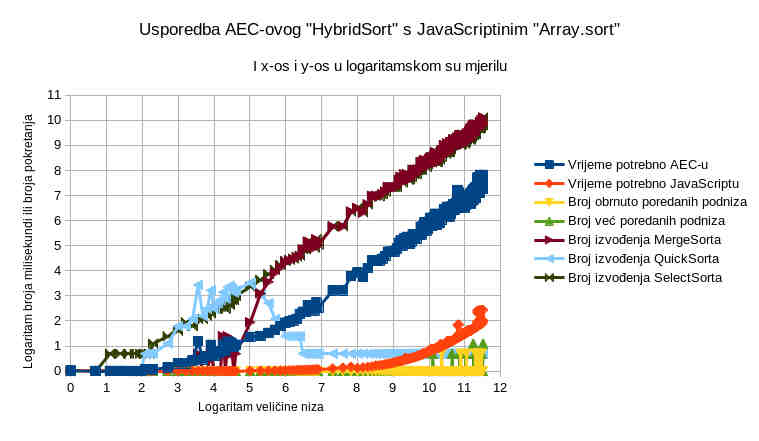 Usporedba AEC-ovog "HybridSort" s JavaScriptinim "Array.sort"
I x-os i y-os u logaritamskom su mjerilu
Logaritam broja milisekundi ili broja pokretanja
11
10
9
8
7
6
5
4
3
2
1
0
0 1 2 3 4 5 6 7 8 9 10 11 12
Logaritam veličine niza
Vrijeme potrebno AEC-u
Vrijeme potrebno JavaScriptu
Broj obrnuto poredanih podniza
Broj već poredanih podniza
Broj izvođenja MergeSorta
Broj izvođenja QuickSorta
Broj izvođenja SelectSorta